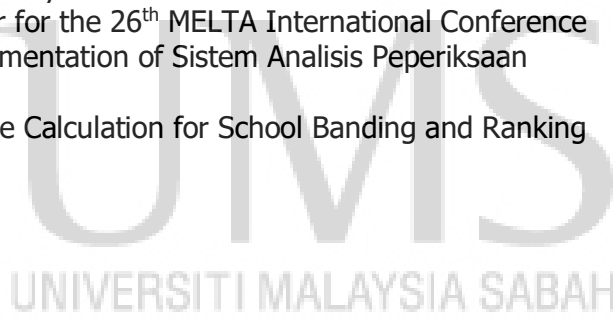 r for the 26th MELTA International Conference
mentation of Sistem Analisis Peperiksaan
e Calculation for School Banding and Ranking
UMS
UNIVERSITI MALAYSIA SABAH